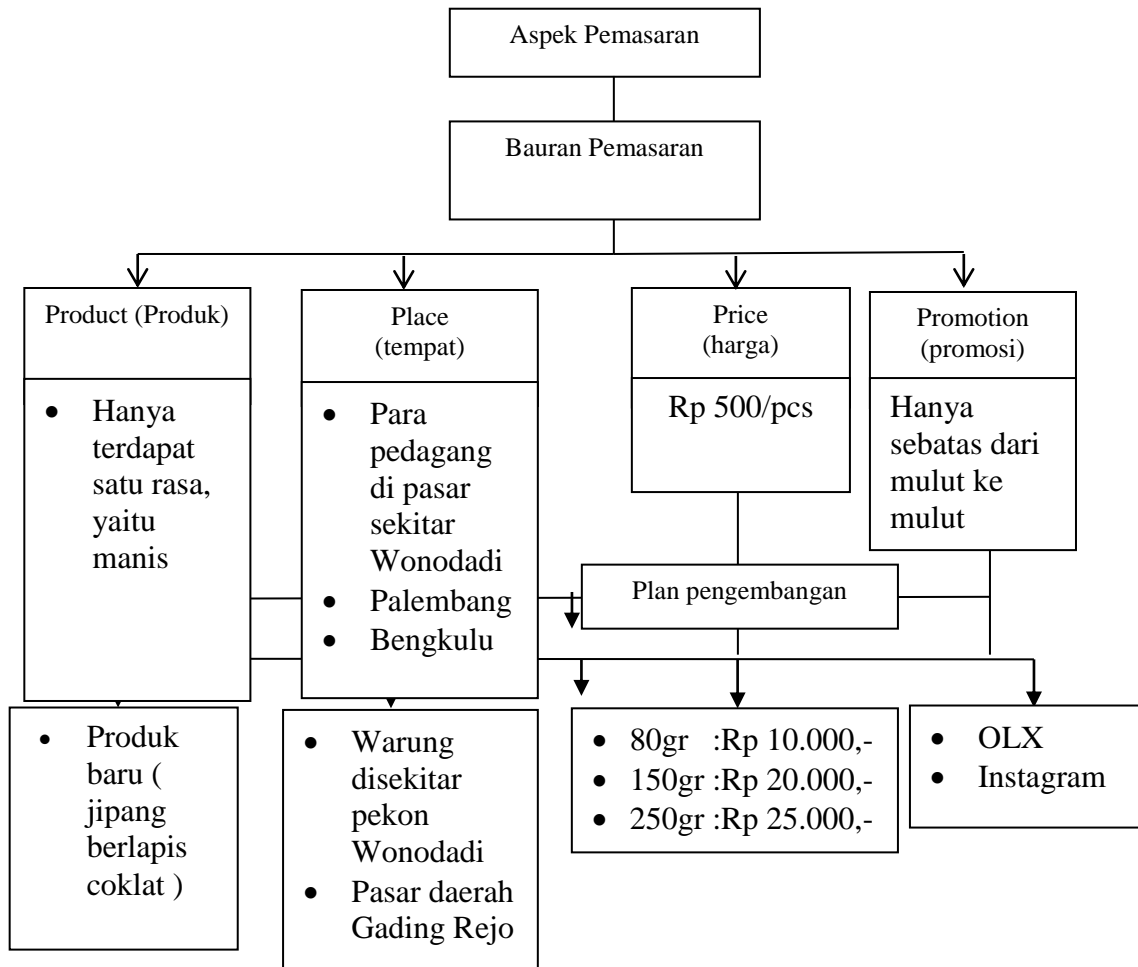 Aspek Pemasaran
Bauran Pemasaran
Product (Produk)
Place
(tempat)
Price
(harga)
Promotion
(promosi)
• Hanya
terdapat
satu rasa,
yaitu
manis
• Para
pedagang
di pasar
sekitar
Wonodadi
• Palembang
• Bengkulu
Rp 500/pcs
Hanya
sebatas dari
mulut ke
mulut
Plan pengembangan
• Produk
baru (
jipang
berlapis
coklat )
• Warung
disekitar
pekon
Wonodadi
• Pasar daerah
Gading Rejo
• 80gr :Rp 10.000,-
• 150gr :Rp 20.000,-
• 250gr :Rp 25.000,-
• OLX
• Instagram